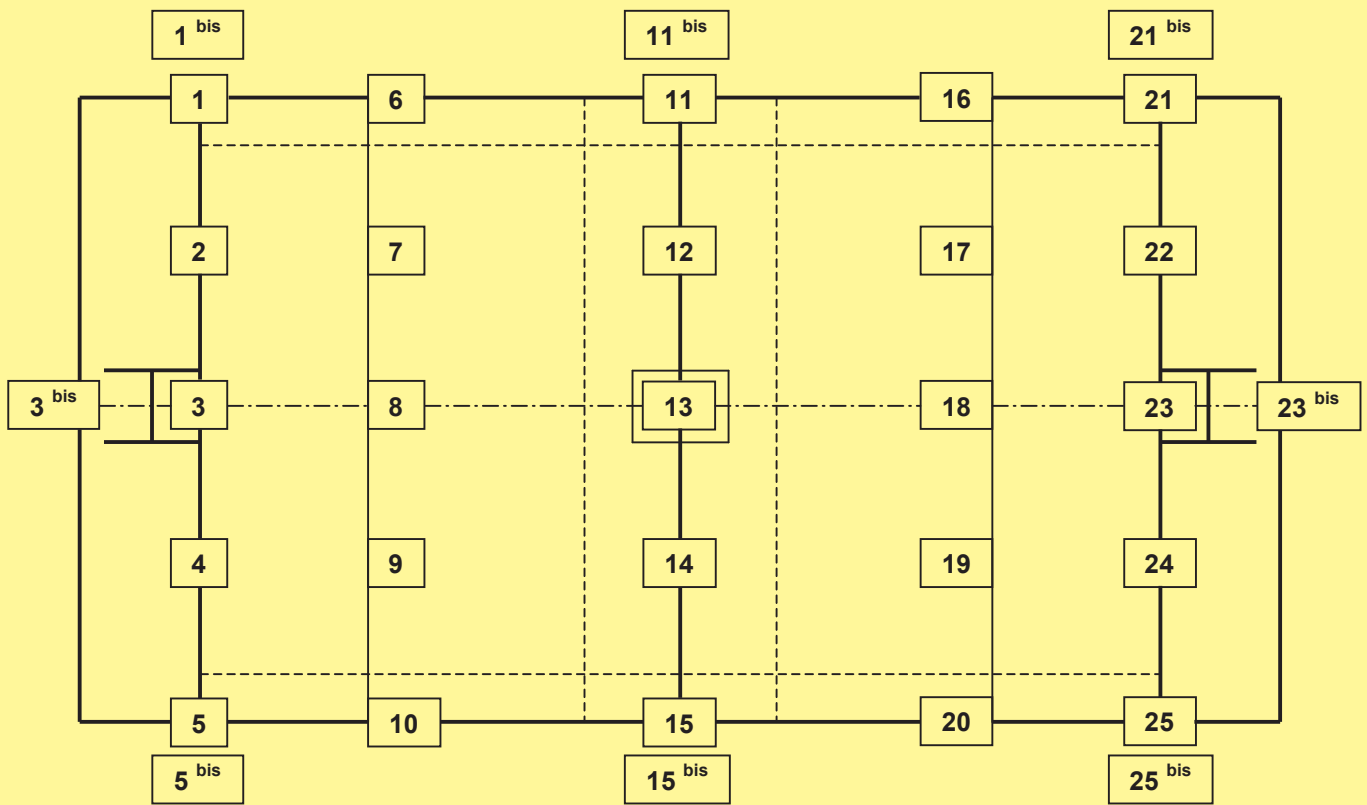 1 bis 11 bis 21 bis
1 6 11 16 21
2 7 12 17 22
3 bis 3 8 13 18 23 23 bis
4 9 14 19 24
5 10 15 20 25
5 bis 15 bis 25 bis